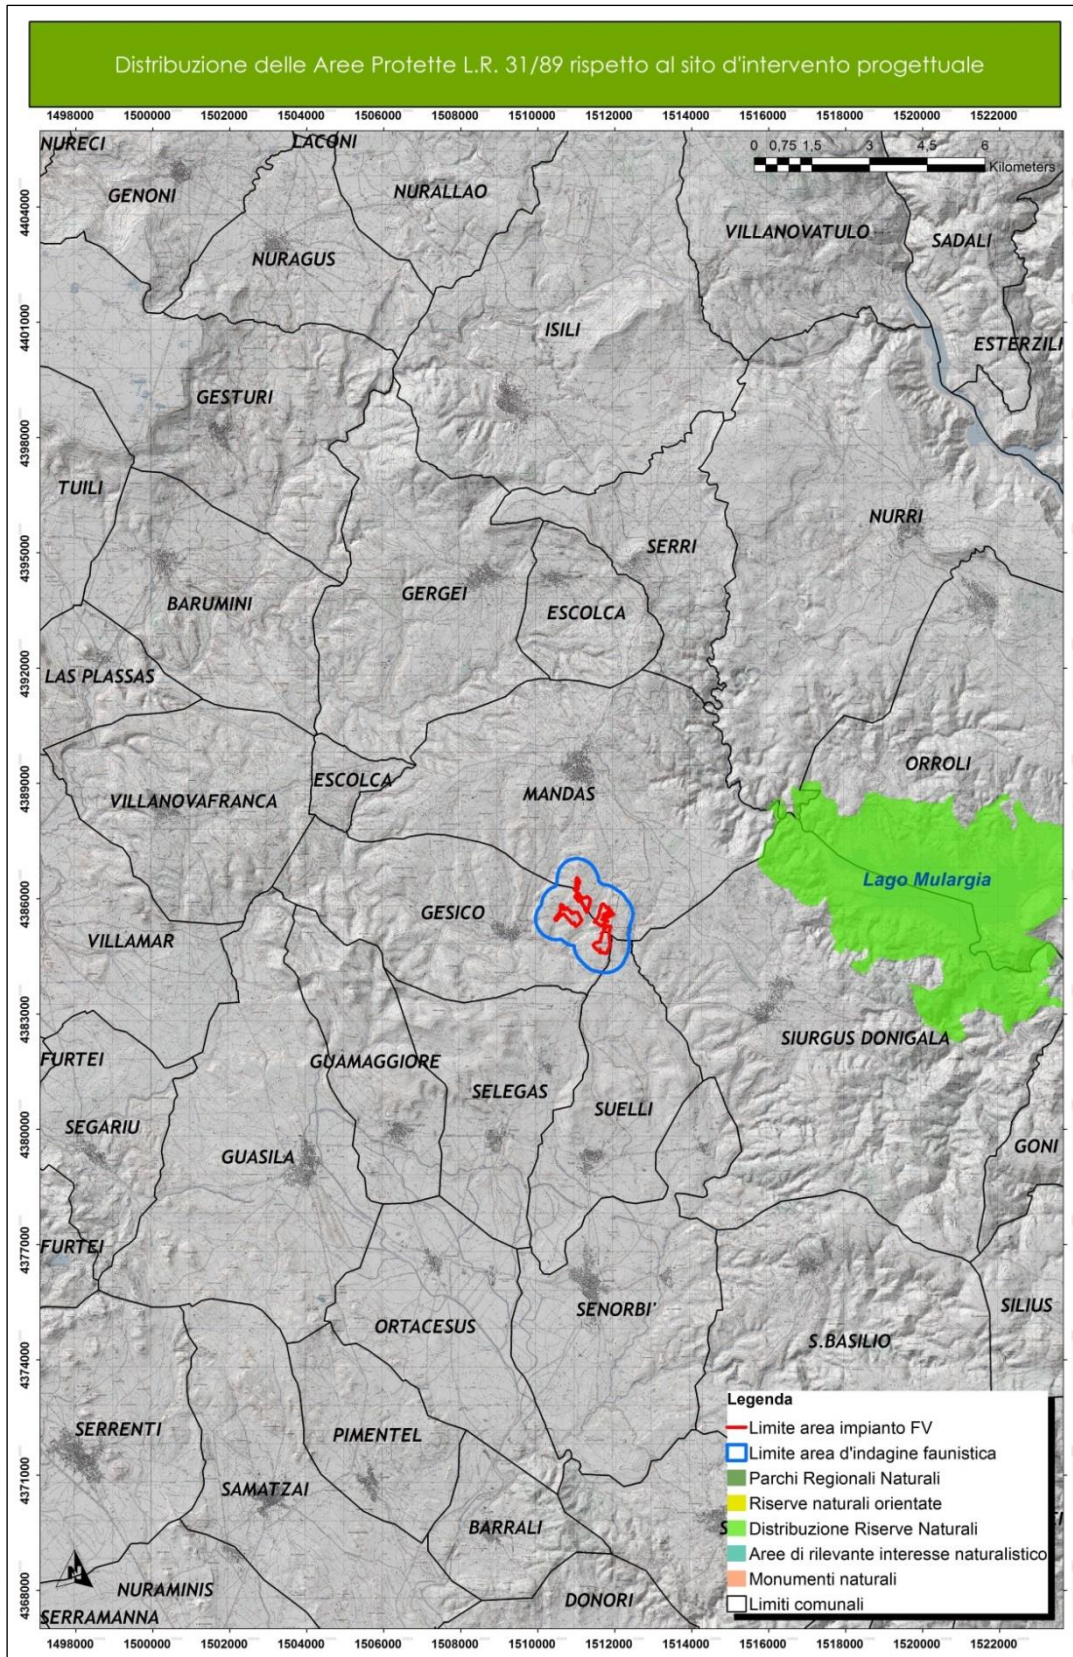 Distribuzione delle Aree Protette L.R. 31/89 rispetto al sito d'intervento progettuale
1498000 1500000 1502000 1504000 1506000 1508000 1510000 1512000 1514000 1516000 1518000 1520000 1522000
NURECI
LACONI
0 0,75 1,5 3 4,5 6
Kilometers
GENONI
NURALLAO
4404000
VILLANOVATULO
SADALI
NURAGUS
4401000
ISILI
ESTERZILI
GESTURI
4398000
TUILI
NURRI
4395000
SERRI
GERGEI
BARUMINI
ESCOLCA
4392000
LAS PLASSAS
ORROLI
4389000
ESCOLCA
MANDAS
VILLANOVAFRANCA
Lago Mulargia
4386000
GESICO
VILLAMAR
4383000
SIURGUS DONIGALA
FURTEI
GUAMAGGIORE
SELEGAS
SUELLI
4380000
SEGARIU
GONI
GUASILA
4377000
FURTEI
SENORBI'
SILIUS
ORTACESUS
S.BASILIO
4374000
Legenda
SERRENTI
PIMENTEL
Limite area impianto FV
Limite area d'indagine faunistica
4371000
Parchi Regionali Naturali
SAMATZAI
Riserve naturali orientate
BARRALI
Distribuzione Riserve Naturali
Aree di rilevante interesse naturalistico
4368000
N
NURAMINIS
Monumenti naturali
DONORI
Limiti comunali
SERRAMANNA
1498000 1500000 1502000 1504000 1506000 1508000 1510000 1512000 1514000 1516000 1518000 1520000 1522000